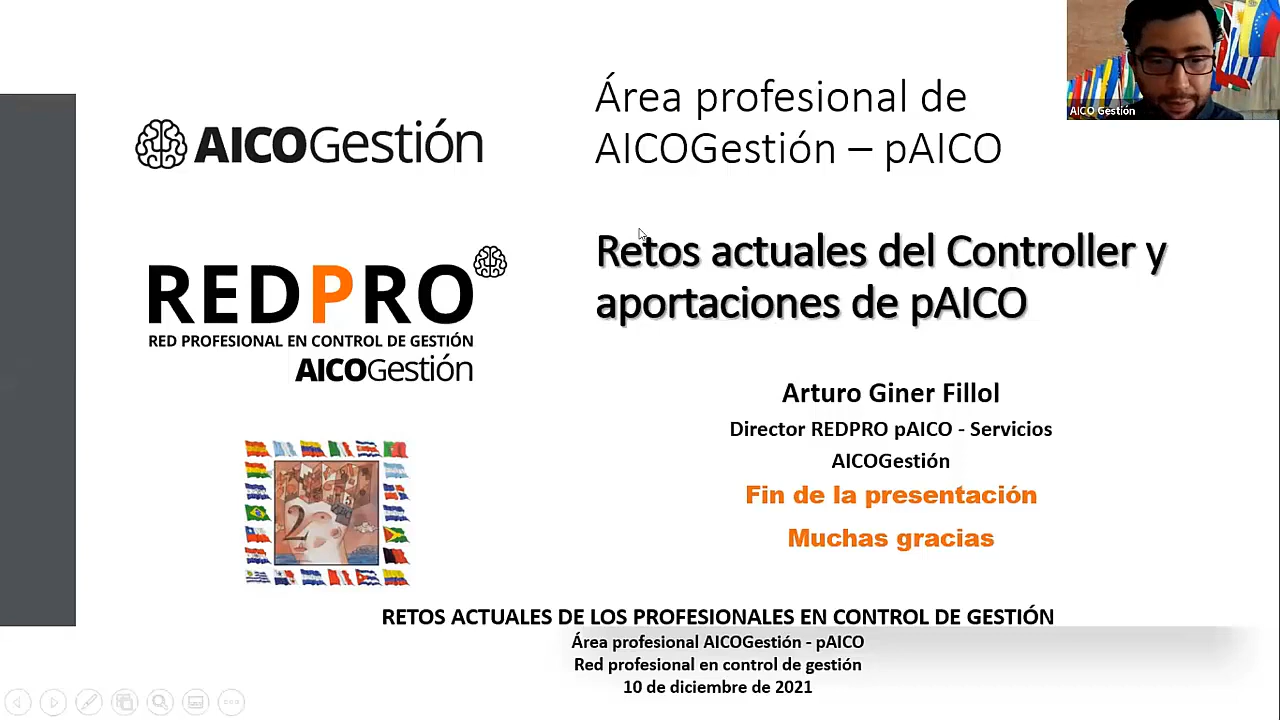 Área profesional de
AICOGestión – pAICO
AICO Gestión
AICOGestión
Retos actuales del Controller y
aportaciones de pAICO
REDPRO
RED PROFESIONAL EN CONTROL DE GESTIÓN
AICOGestión
Arturo Giner Fillol
Director REDPRO pAICO - Servicios
AICOGestión
Fin de la presentación
Muchas gracias
2
RETOS ACTUALES DE LOS PROFESIONALES EN CONTROL DE GESTIÓN
Área profesional AICOGestión - pAICO
Red profesional en control de gestión
10 de diciembre de 2021